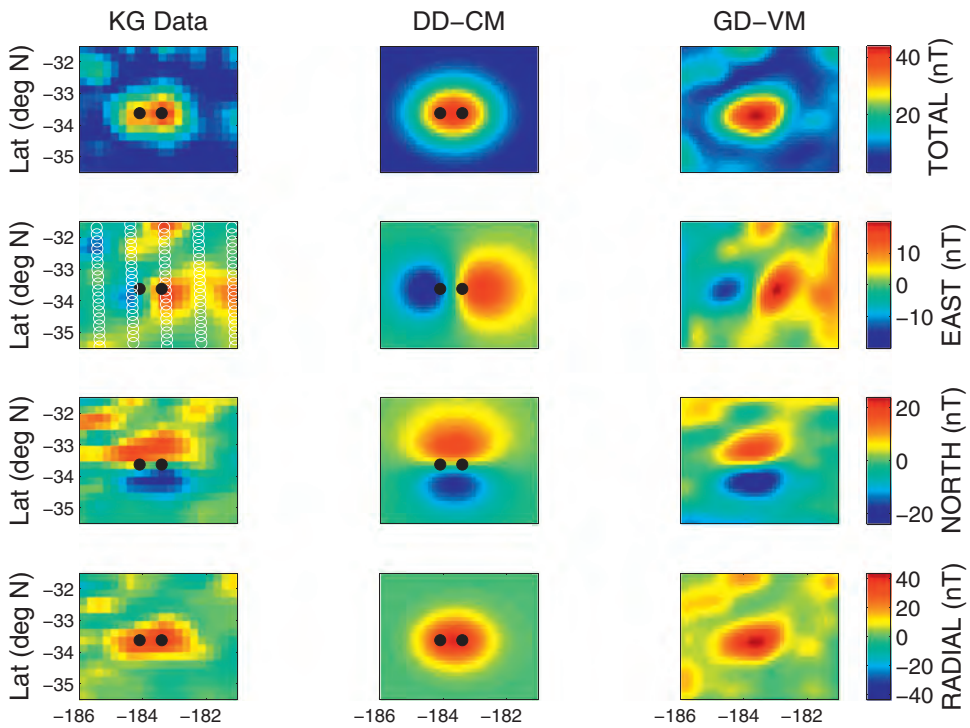 KG Data DD−CM GD−VM
Lat (deg N) −32 −33 −34 −35 40 20 TOTAL (nT)
Lat (deg N) −32 −33 −34 −35 10 0 −10 EAST (nT)
Lat (deg N) −32 −33 −34 −35 20 0 −20 NORTH (nT)
Lat (deg N) −32 −33 −34 −35 40 20 0 −20 −40 RADIAL (nT)
−186 −184 −182 −186 −184 −182 −186 −184 −182